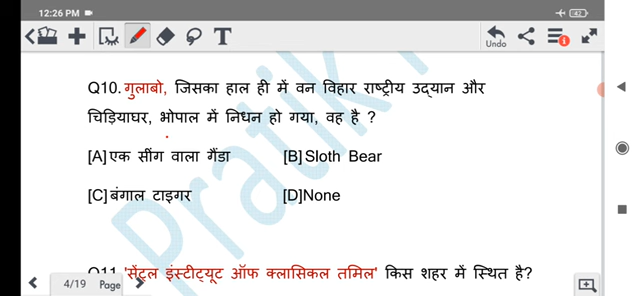 12:26 PM
42
T
Undo
Q10. गुलाबो, जिसका हाल ही में वन विहार राष्ट्रीय उद्यान और
चिड़ियाघर, भोपाल में निधन हो गया, वह है ?
[A] एक सींग वाला गैंडा [B] Sloth Bear
[C] बंगाल टाइगर [D]None
Q11. 'सेंट्रल इंस्टीट्यूट ऑफ क्लासिकल तमिल' किस शहर में स्थित है?
4/19 Page
Pratik